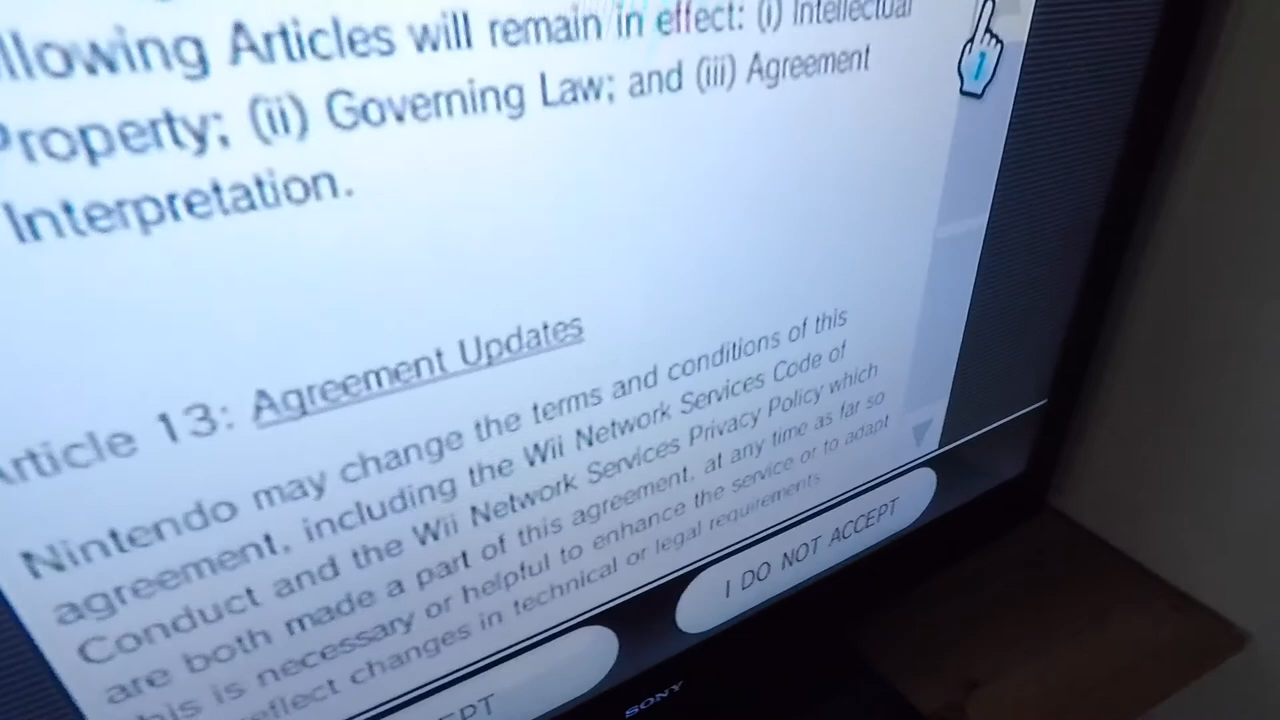 llowing Articles will remain in effect: (i) Intellectual
Property; (ii) Governing Law; and (iii) Agreement
Interpretation.
Article 13: Agreement Updates
Nintendo may change the terms and conditions of this
agreement, including the Wii Network Services Code of
Conduct and the Wii Network Services Privacy Policy which
are both made a part of this agreement, at any time as far so
this is necessary or helpful to enhance the service or to adapt
reflect changes in technical or legal requirements
I DO NOT ACCEPT
EPT
SONY
1